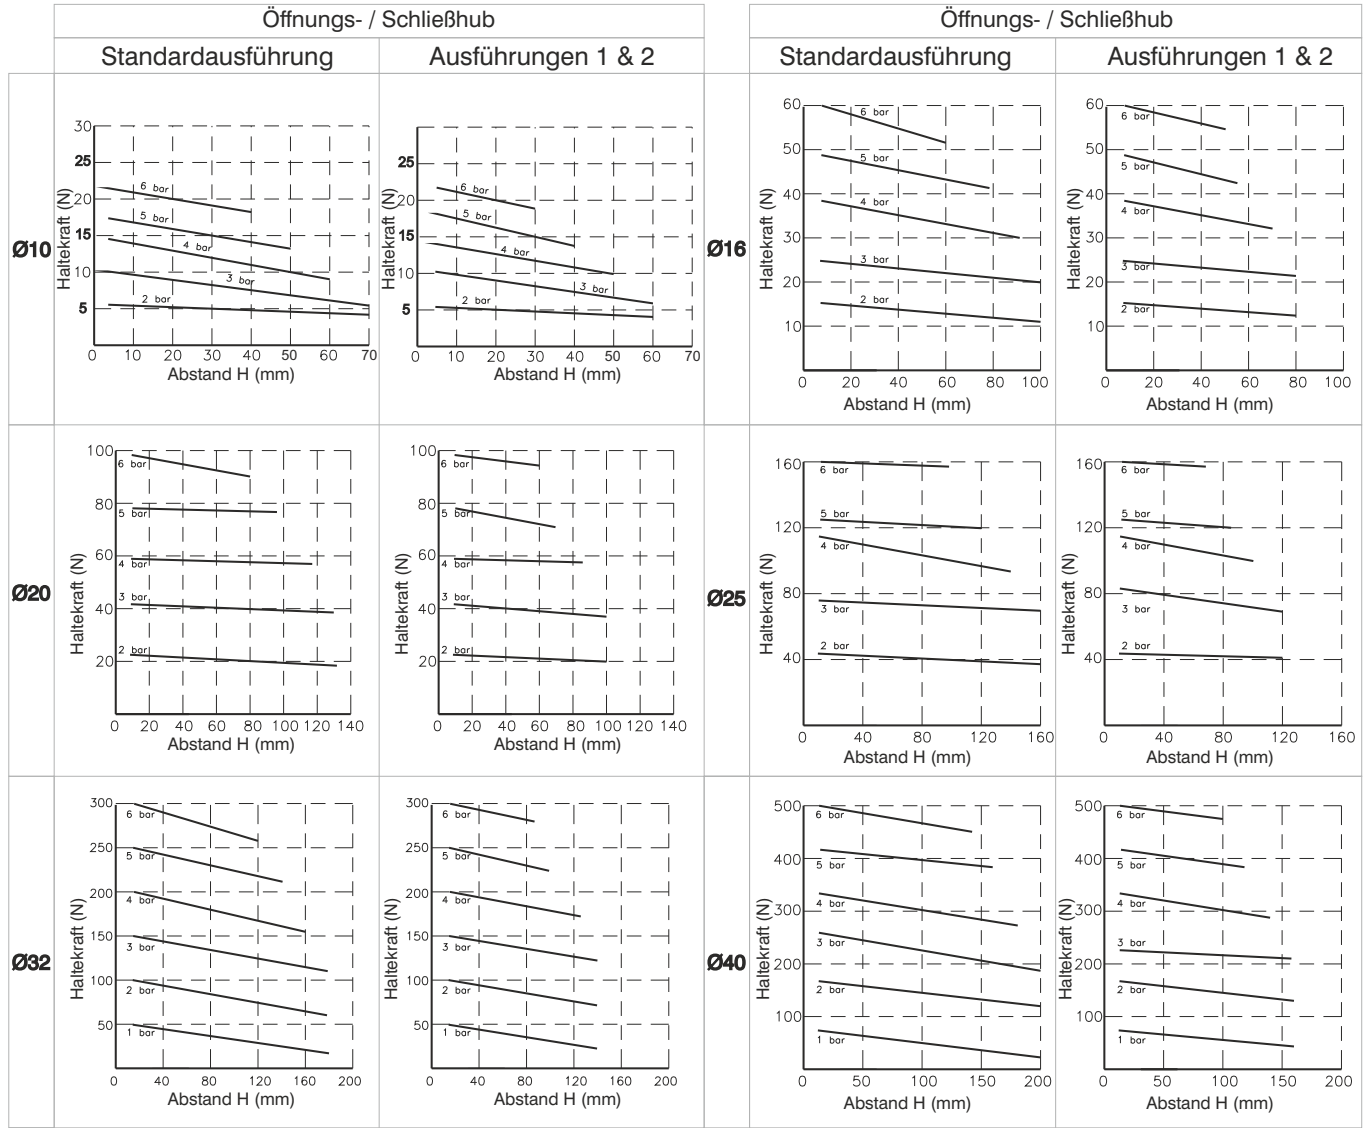 Öffnungs- / Schließhub
Öffnungs- / Schließhub
Standardausführung
Ausführungen 1 & 2
Standardausführung
Ausführungen 1 & 2
Ø10
Haltekraft (N)
30
25
20
15
10
5
6 bar
5 bar
4 bar
3 bar
2 bar
0 10 20 30 40 50 60 70
Abstand H (mm)
Haltekraft (N)
25
20
15
10
5
6 bar
5 bar
4 bar
3 bar
2 bar
0 10 20 30 40 50 60 70
Abstand H (mm)
Ø16
Haltekraft (N)
60
50
40
30
20
10
6 bar
5 bar
4 bar
3 bar
2 bar
0 20 40 60 80 100
Abstand H (mm)
Haltekraft (N)
60
50
40
30
20
10
6 bar
5 bar
4 bar
3 bar
2 bar
0 20 40 60 80 100
Abstand H (mm)
Ø20
Haltekraft (N)
100
80
60
40
20
6 bar
5 bar
4 bar
3 bar
2 bar
0 20 40 60 80 100 120 140
Abstand H (mm)
Haltekraft (N)
100
80
60
40
20
6 bar
5 bar
4 bar
3 bar
2 bar
0 20 40 60 80 100 120 140
Abstand H (mm)
Ø25
Haltekraft (N)
160
120
80
40
6 bar
5 bar
4 bar
3 bar
2 bar
0 40 80 120 160
Abstand H (mm)
Haltekraft (N)
160
120
80
40
6 bar
5 bar
4 bar
3 bar
2 bar
0 40 80 120 160
Abstand H (mm)
Ø32
Haltekraft (N)
300
250
200
150
100
50
6 bar
5 bar
4 bar
3 bar
2 bar
1 bar
0 40 80 120 160 200
Abstand H (mm)
Haltekraft (N)
300
250
200
150
100
50
6 bar
5 bar
4 bar
3 bar
2 bar
1 bar
0 40 80 120 160 200
Abstand H (mm)
Ø40
Haltekraft (N)
500
400
300
200
100
6 bar
5 bar
4 bar
3 bar
2 bar
1 bar
0 50 100 150 200
Abstand H (mm)
Haltekraft (N)
500
400
300
200
100
6 bar
5 bar
4 bar
3 bar
2 bar
1 bar
0 50 100 150 200
Abstand H (mm)